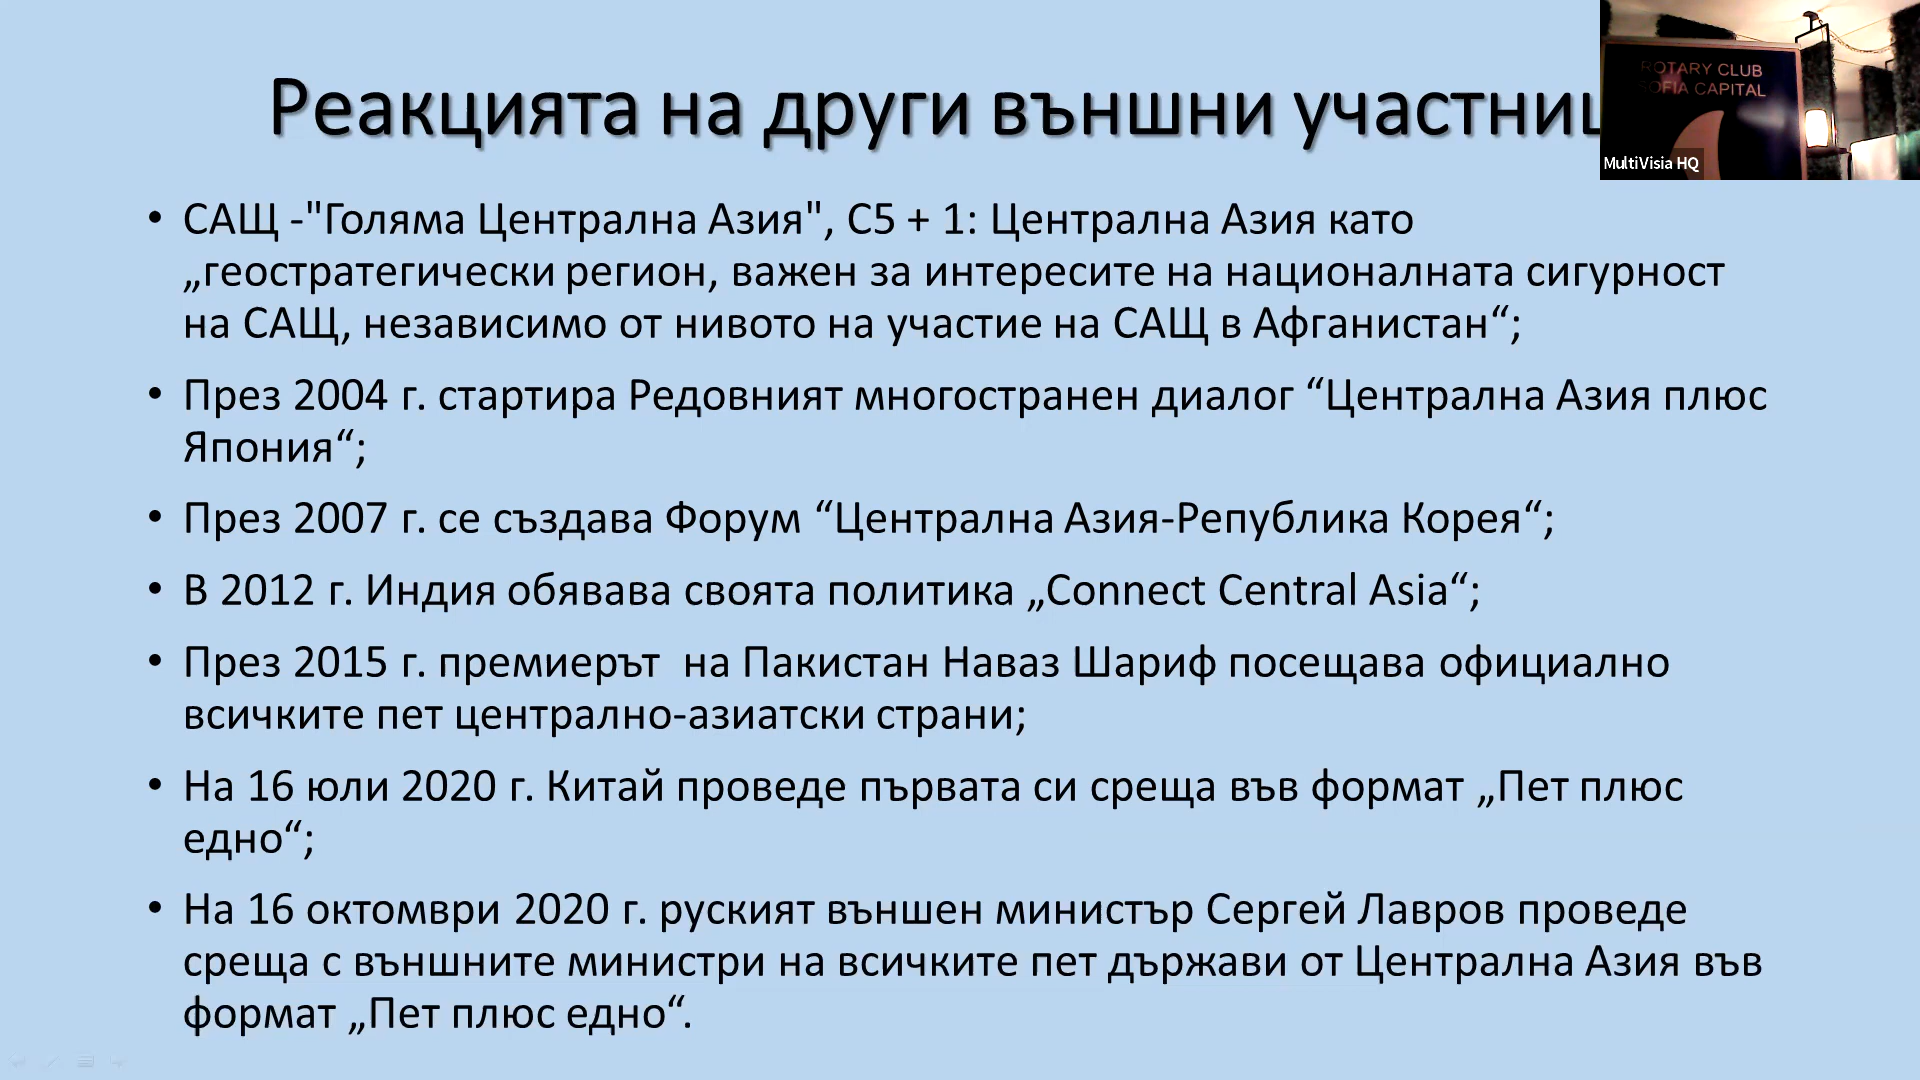 Реакцията на други външни
ROTARY CLUB
SOFIA CAPITAL
MultiVisia HQ
• САЩ -"Голяма Централна Азия", С5 + 1: Централна Азия като
„геостратегически регион, важен за интересите на националната сигурност
на САЩ, независимо от нивото на участие на САЩ в Афганистан“;
• През 2004 г. стартира Редовният многостранен диалог “Централна Азия плюс
Япония“;
• През 2007 г. се създава Форум “Централна Азия-Република Корея“;
• В 2012 г. Индия обявава своята политика „Connect Central Asia“;
• През 2015 г. премиерът на Пакистан Наваз Шариф посещава официално
всичките пет централно-азиатски страни;
• На 16 юли 2020 г. Китай проведе първата си среща във формат „Пет плюс
едно“;
• На 16 октомври 2020 г. руският външен министър Сергей Лавров проведе
среща с външните министри на всичките пет държави от Централна Азия във
формат „Пет плюс едно“.